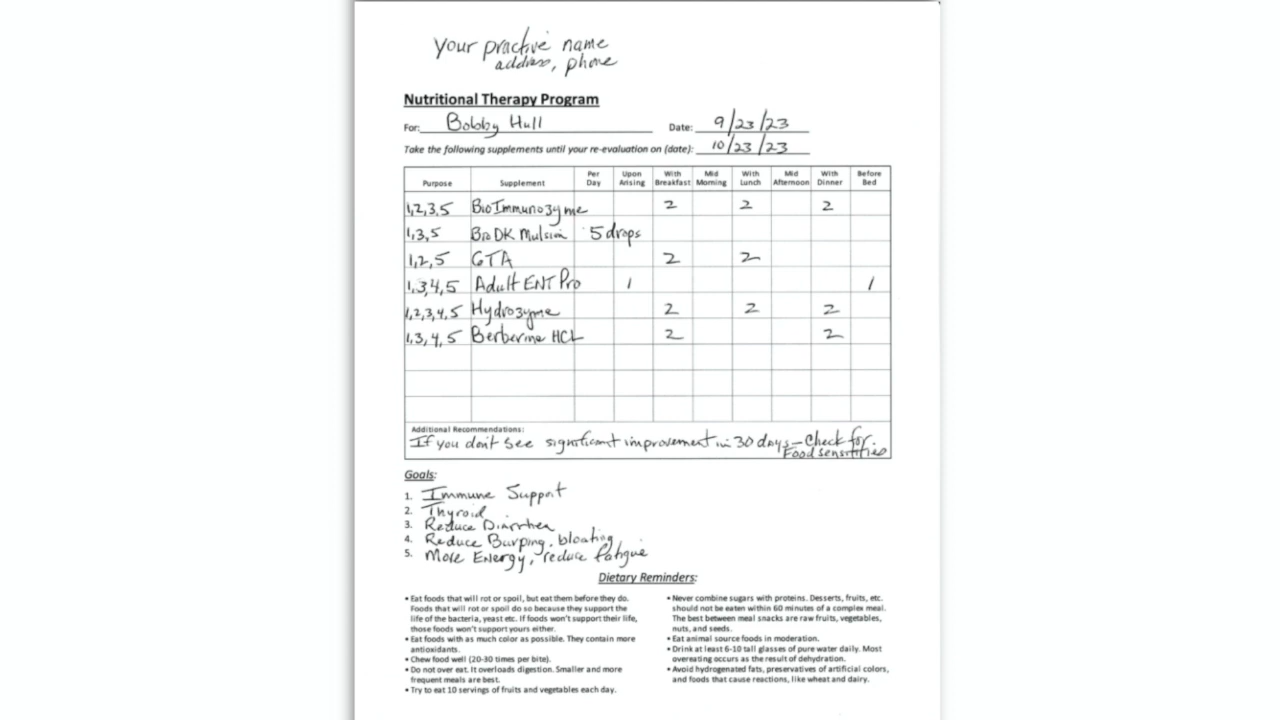 your practive name
address, phone
Nutritional Therapy Program
For: Bobby Hull Date: 9/23/23
Take the following supplements until your re-evaluation on (date): 10/23/23
Purpose Supplement Per Day Upon Arising With Breakfast Mid Morning With Lunch Mid Afternoon With Dinner Before Bed
1,2,3,5 BioImmunozyme 2 2 2
1,3,5 BioDK Mulsion 5 drops
1,2,5 GTA 2 2
1,3,4,5 Adult ENT Pro 1 1
1,2,3,4,5 Hydrozyme 2 2 2
1,3,4,5 Berberine HCL 2 2
Additional Recommendations:
If you don't see significant improvement in 30 days - Check for
Food sensitivities
Goals:
1. Immune Support
2. Thyroid
3. Reduce Diarrhea
4. Reduce Burping, bloating
5. More Energy, reduce fatigue
Dietary Reminders:
• Eat foods that will rot or spoil, but eat them before they do.
Foods that will rot or spoil do so because they support the
life of the bacteria, yeast etc. If foods won't support their life,
those foods won't support yours either.
• Eat foods with as much color as possible. They contain more
antioxidants.
• Chew food well (20-30 times per bite).
• Do not over eat. It overloads digestion. Smaller and more
frequent meals are best.
• Try to eat 10 servings of fruits and vegetables each day.
• Never combine sugars with proteins. Desserts, fruits, etc.
should not be eaten within 60 minutes of a complex meal.
The best between meal snacks are raw fruits, vegetables,
nuts, and seeds.
• Eat animal source foods in moderation.
• Drink at least 6-10 tall glasses of pure water daily. Most
overeating occurs as the result of dehydration.
• Avoid hydrogenated fats, preservatives of artificial colors,
and foods that cause reactions, like wheat and dairy.